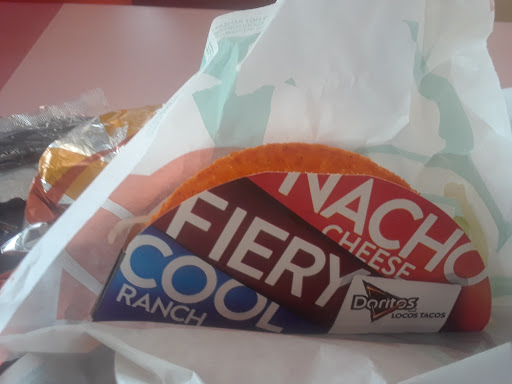 NACHO
CHEESE
FIERY
COOL
RANCH
Doritos
LOCOS TACOS